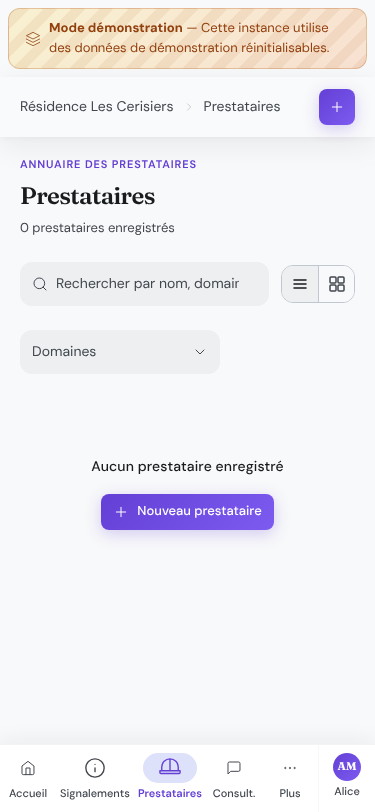 Mode démonstration — Cette instance utilise
des données de démonstration réinitialisables.
Résidence Les Cerisiers
Prestataires
ANNUAIRE DES PRESTATAIRES
Prestataires
0 prestataires enregistrés
Rechercher par nom, domair
Domaines
Aucun prestataire enregistré
Nouveau prestataire
Accueil
Signalements
Prestataires
Consult.
Plus
AM
Alice